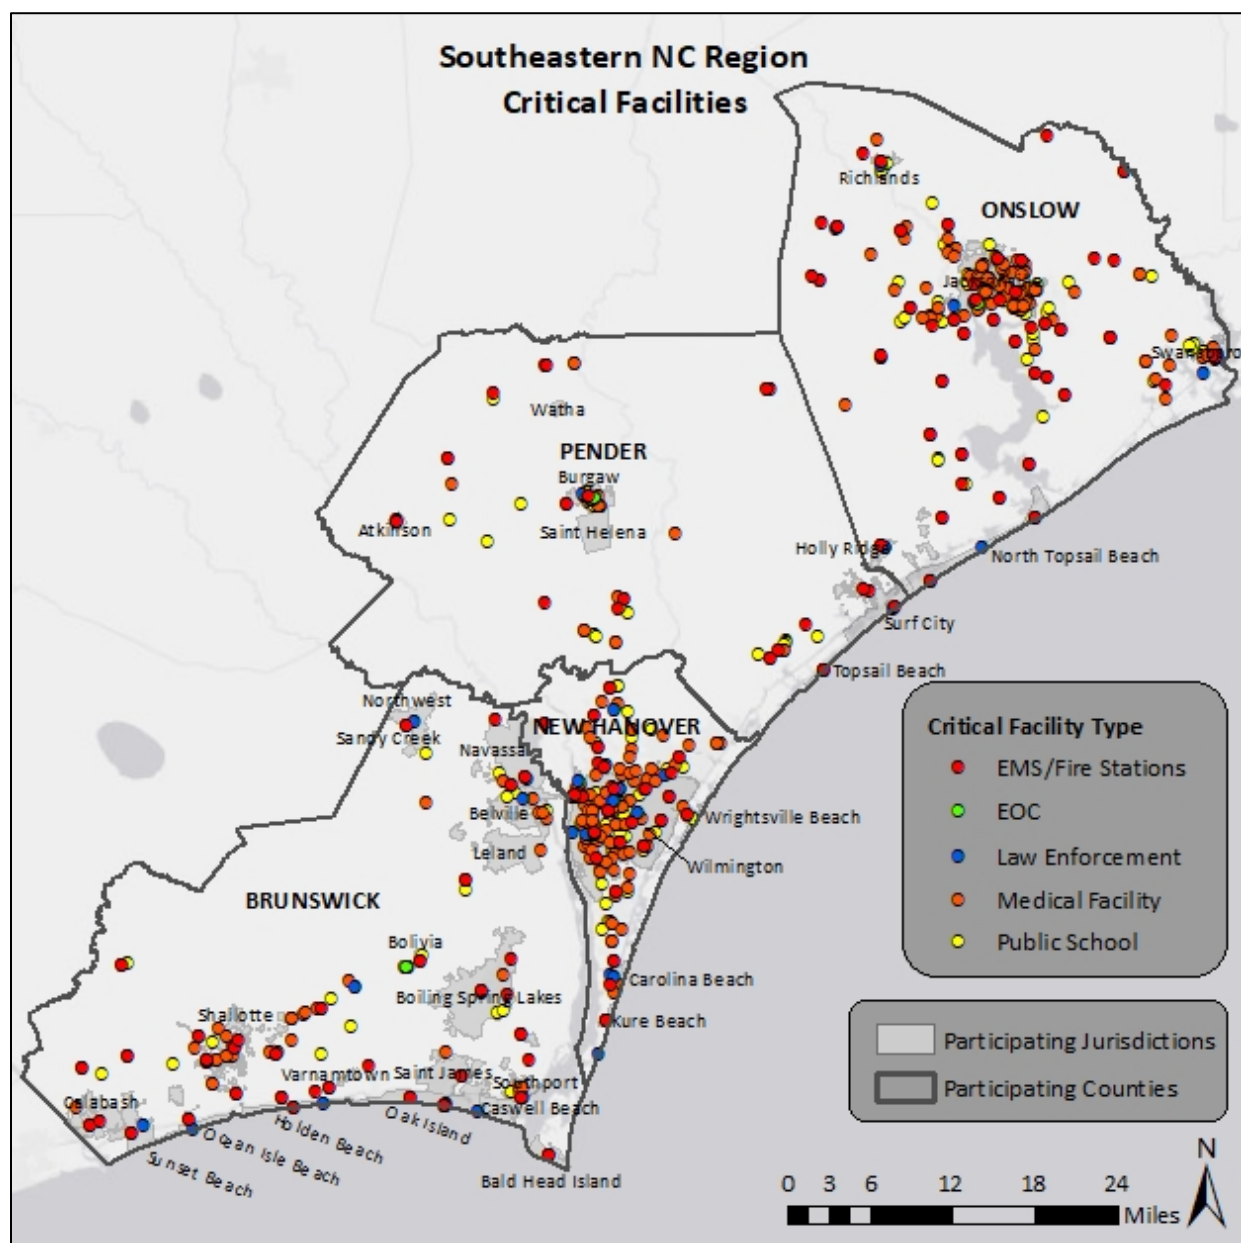 Southeastern NC Region
Critical Facilities
Richlands
ONSLOW
Swansboro
Watha
PENDER
Burgaw
Atkinson
Saint Helena
Holly Ridge
North Topsail Beach
Surf City
Topsail Beach
Northwest
Sandy Creek
NEW HANOVER
Navassa
Belville
Wrightsville Beach
Leland
Wilmington
BRUNSWICK
Bolivia
Boiling Spring Lakes
Carolina Beach
Shallotte
Kure Beach
Varnamtown
Saint James
Southport
Calabash
Caswell Beach
Oak Island
Holden Beach
Ocean Isle Beach
Sunset Beach
Bald Head Island
Critical Facility Type
EMS/Fire Stations
EOC
Law Enforcement
Medical Facility
Public School
Participating Jurisdictions
Participating Counties
N
0 3 6 12 18 24
Miles